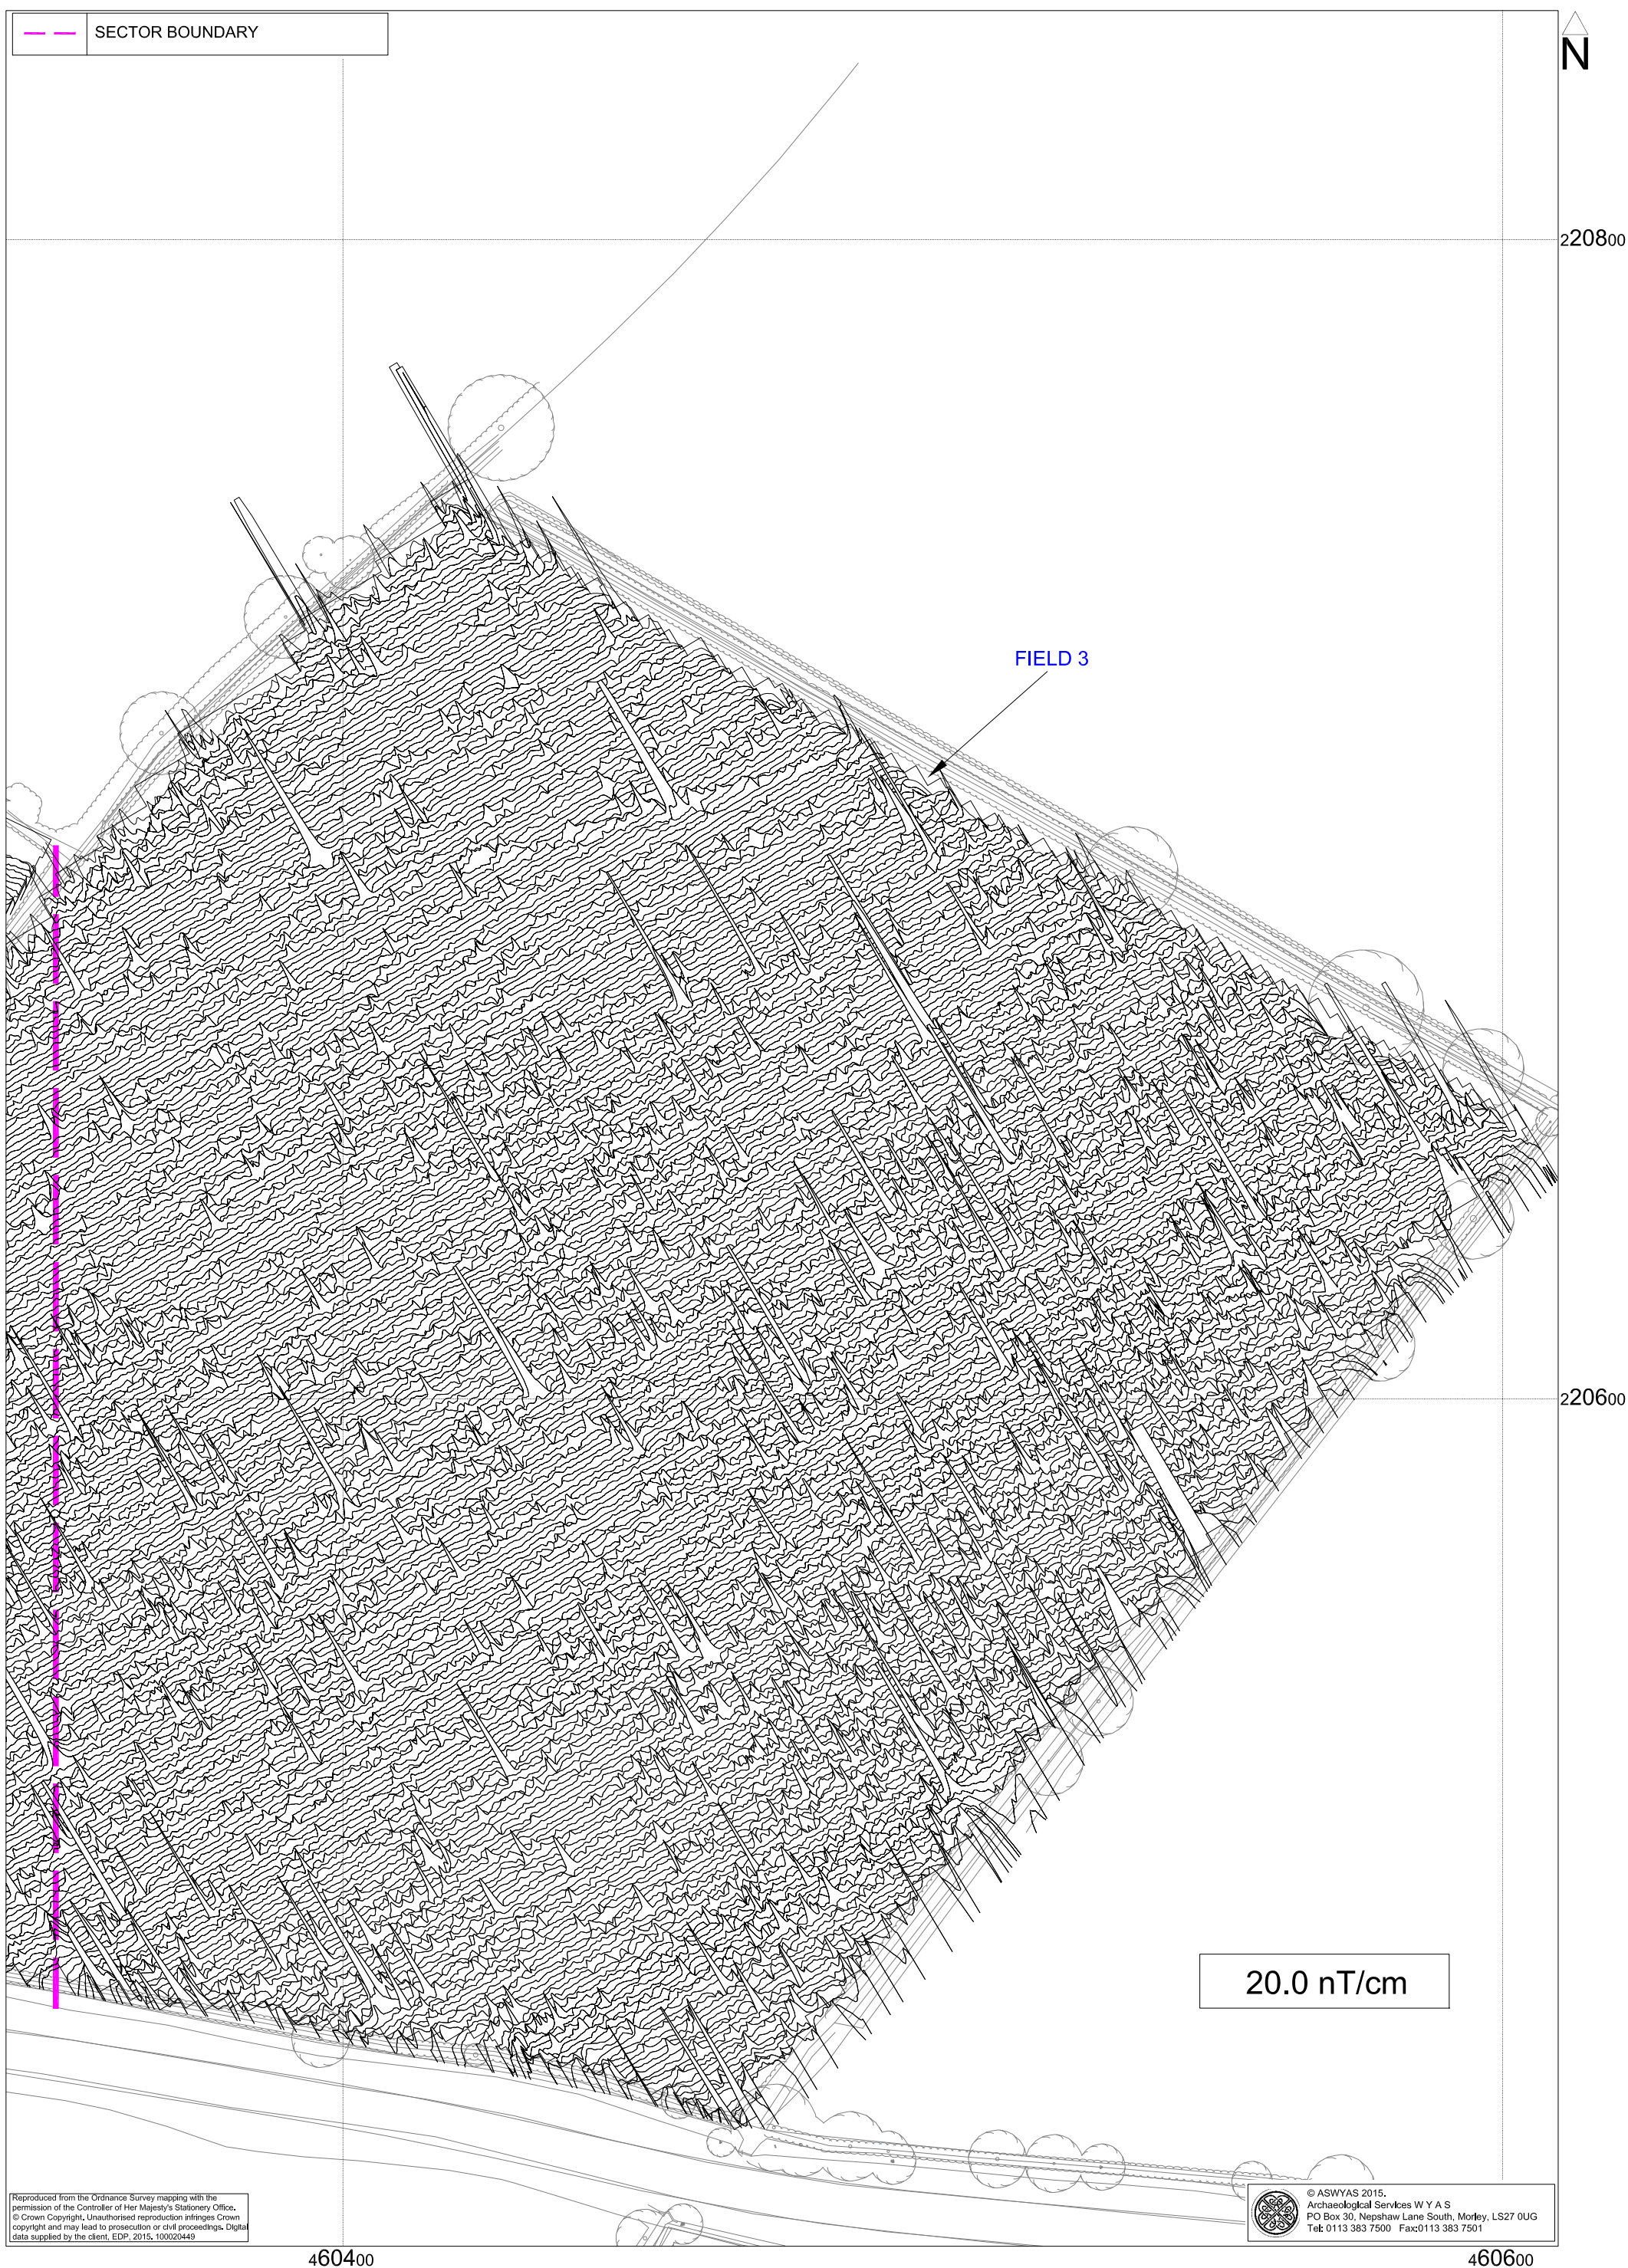 SECTOR BOUNDARY
N
220800
FIELD 3
220600
20.0 nT/cm
Reproduced from the Ordnance Survey mapping with the
permission of the Controller of Her Majesty's Stationery Office.
© Crown Copyright. Unauthorised reproduction infringes Crown
copyright and may lead to prosecution or civil proceedings. Digital
data supplied by the client, EDP, 2015. 100020449
© ASWYAS 2015.
Archaeological Services W Y A S
PO Box 30, Nepshaw Lane South, Morley, LS27 0UG
Tel: 0113 383 7500 Fax:0113 383 7501
460400
460600